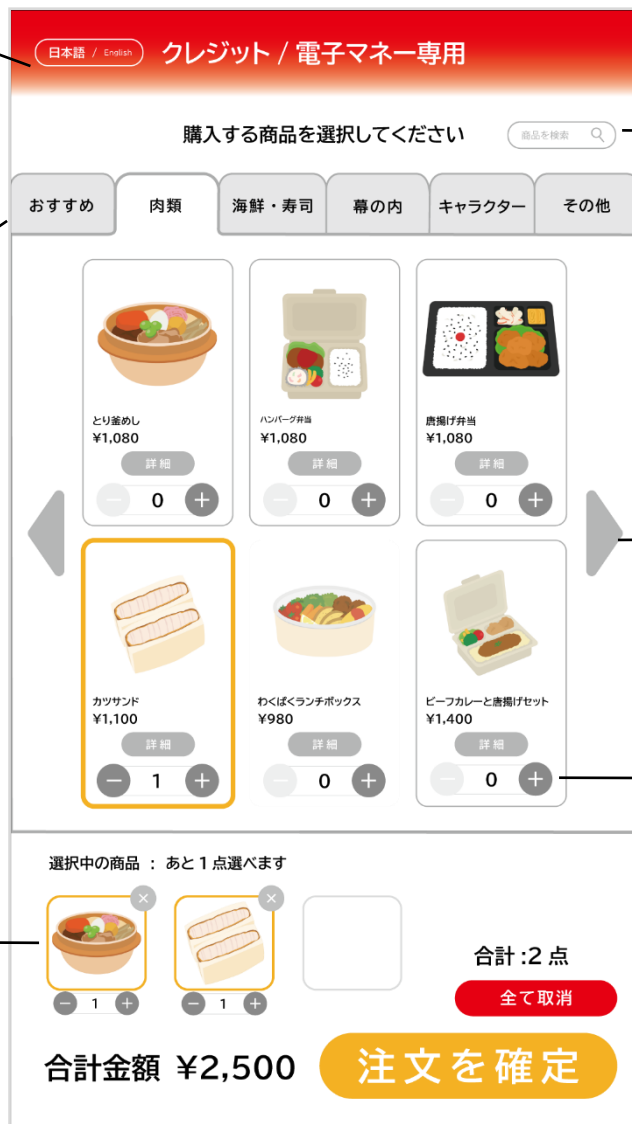 日本語 / English
クレジット / 電子マネー専用
購入する商品を選択してください
商品を検索
おすすめ
肉類
海鮮・寿司
幕の内
キャラクター
その他
とり釜めし
¥1,080
詳細
− 0 +
ハンバーグ弁当
¥1,080
詳細
− 0 +
唐揚げ弁当
¥1,080
詳細
− 0 +
カツサンド
¥1,100
詳細
− 1 +
わくぱくランチボックス
¥980
詳細
− 0 +
ビーフカレーと唐揚げセット
¥1,400
詳細
− 0 +
選択中の商品 : あと1点選べます
×
×
− 1 +
− 1 +
合計:2 点
全て取消
合計金額 ¥2,500
注文を確定